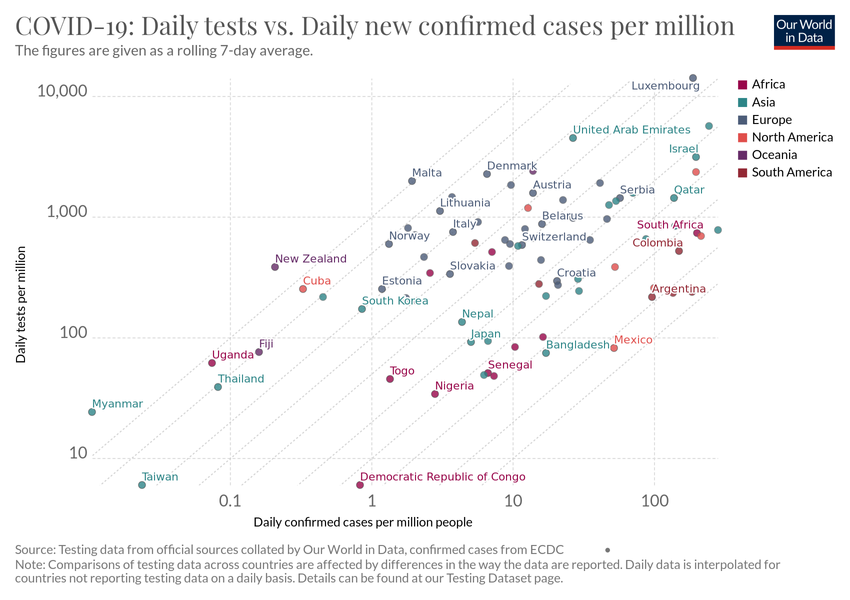 COVID-19: Daily tests vs. Daily new confirmed cases per million
The figures are given as a rolling 7-day average.
Our World
in Data
Africa
Asia
Europe
North America
Oceania
South America
Daily tests per million
10,000
1,000
100
10
Luxembourg
United Arab Emirates
Israel
Denmark
Malta
Austria
Serbia
Qatar
Lithuania
Belarus
Italy
South Africa
Norway
Switzerland
Colombia
New Zealand
Slovakia
Croatia
Cuba
Estonia
Argentina
South Korea
Nepal
Japan
Fiji
Mexico
Bangladesh
Uganda
Senegal
Togo
Thailand
Nigeria
Myanmar
Taiwan
Democratic Republic of Congo
0.1
1
10
100
Daily confirmed cases per million people
Source: Testing data from official sources collated by Our World in Data, confirmed cases from ECDC
Note: Comparisons of testing data across countries are affected by differences in the way the data are reported. Daily data is interpolated for
countries not reporting testing data on a daily basis. Details can be found at our Testing Dataset page.